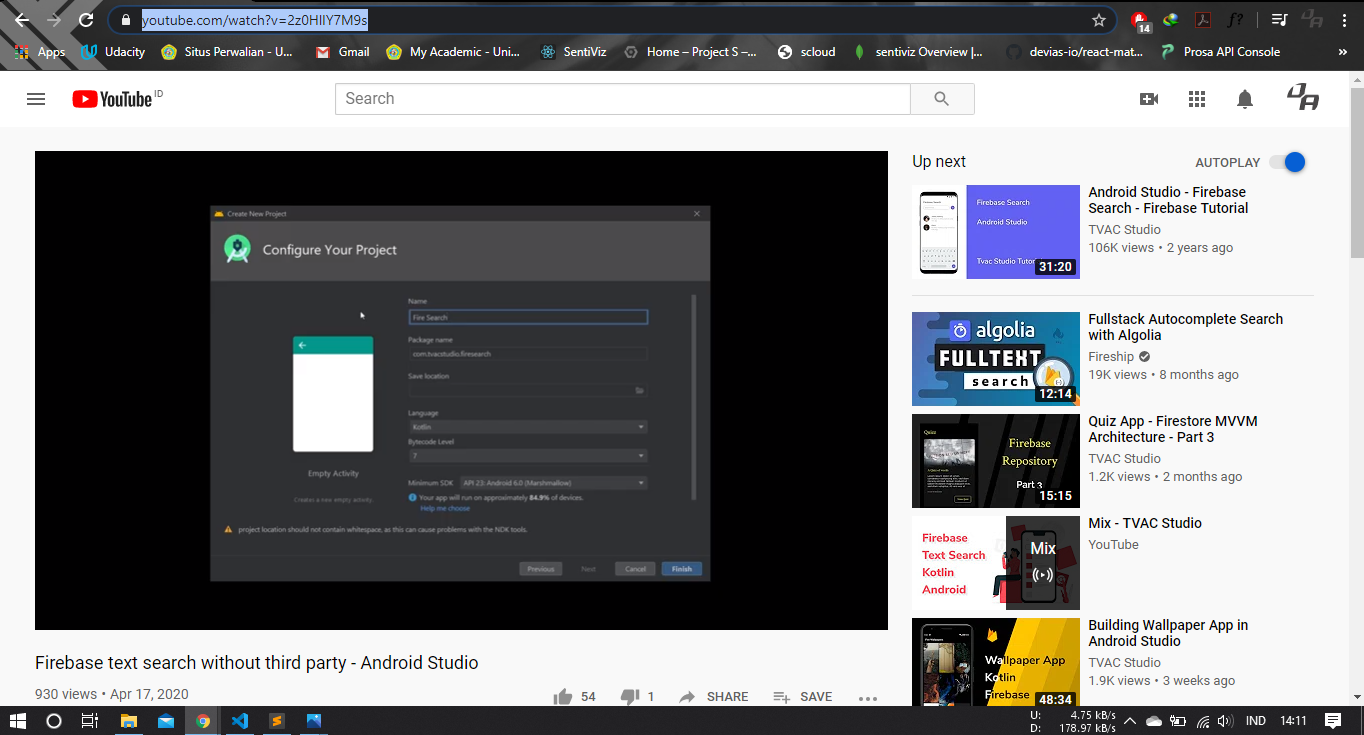 youtube.com/watch?v=2z0HIIY7M9s
14
Apps Udacity Situs Perwalian - U... Gmail My Academic - Uni... SentiViz Home – Project S –... scloud sentiviz Overview |... devias-io/react-mat... Prosa API Console »
YouTube ID
Search
Up next AUTOPLAY
Create New Project
Configure Your Project
Name
Fire Search
Package name
com.tvacstudio.firesearch
Save location
Language
Kotlin
Bytecode Level
7
Minimum SDK API 23: Android 6.0 (Marshmallow)
Your app will run on approximately 84.9% of devices.
Help me choose
Empty Activity
Creates a new empty activity
project location should not contain whitespace, as this can cause problems with the NDK tools.
Previous Next Cancel Finish
Firebase text search without third party - Android Studio
930 views • Apr 17, 2020
54 1 SHARE SAVE
Firebase Search
Android Studio
Tvac Studio Tutor
31:20
Android Studio - Firebase
Search - Firebase Tutorial
TVAC Studio
106K views • 2 years ago
algolia
FULLTEXT
search
12:14
Fullstack Autocomplete Search
with Algolia
Fireship
19K views • 8 months ago
Quizz
Firebase
Repository
Part 3
15:15
Quiz App - Firestore MVVM
Architecture - Part 3
TVAC Studio
1.2K views • 2 months ago
Firebase
Text Search
Kotlin
Android
Mix
Mix - TVAC Studio
YouTube
Wallpaper App
Kotlin
Firebase
48:34
Building Wallpaper App in
Android Studio
TVAC Studio
1.9K views • 3 weeks ago
U: 4.75 kB/s
D: 178.97 kB/s
IND 14:11